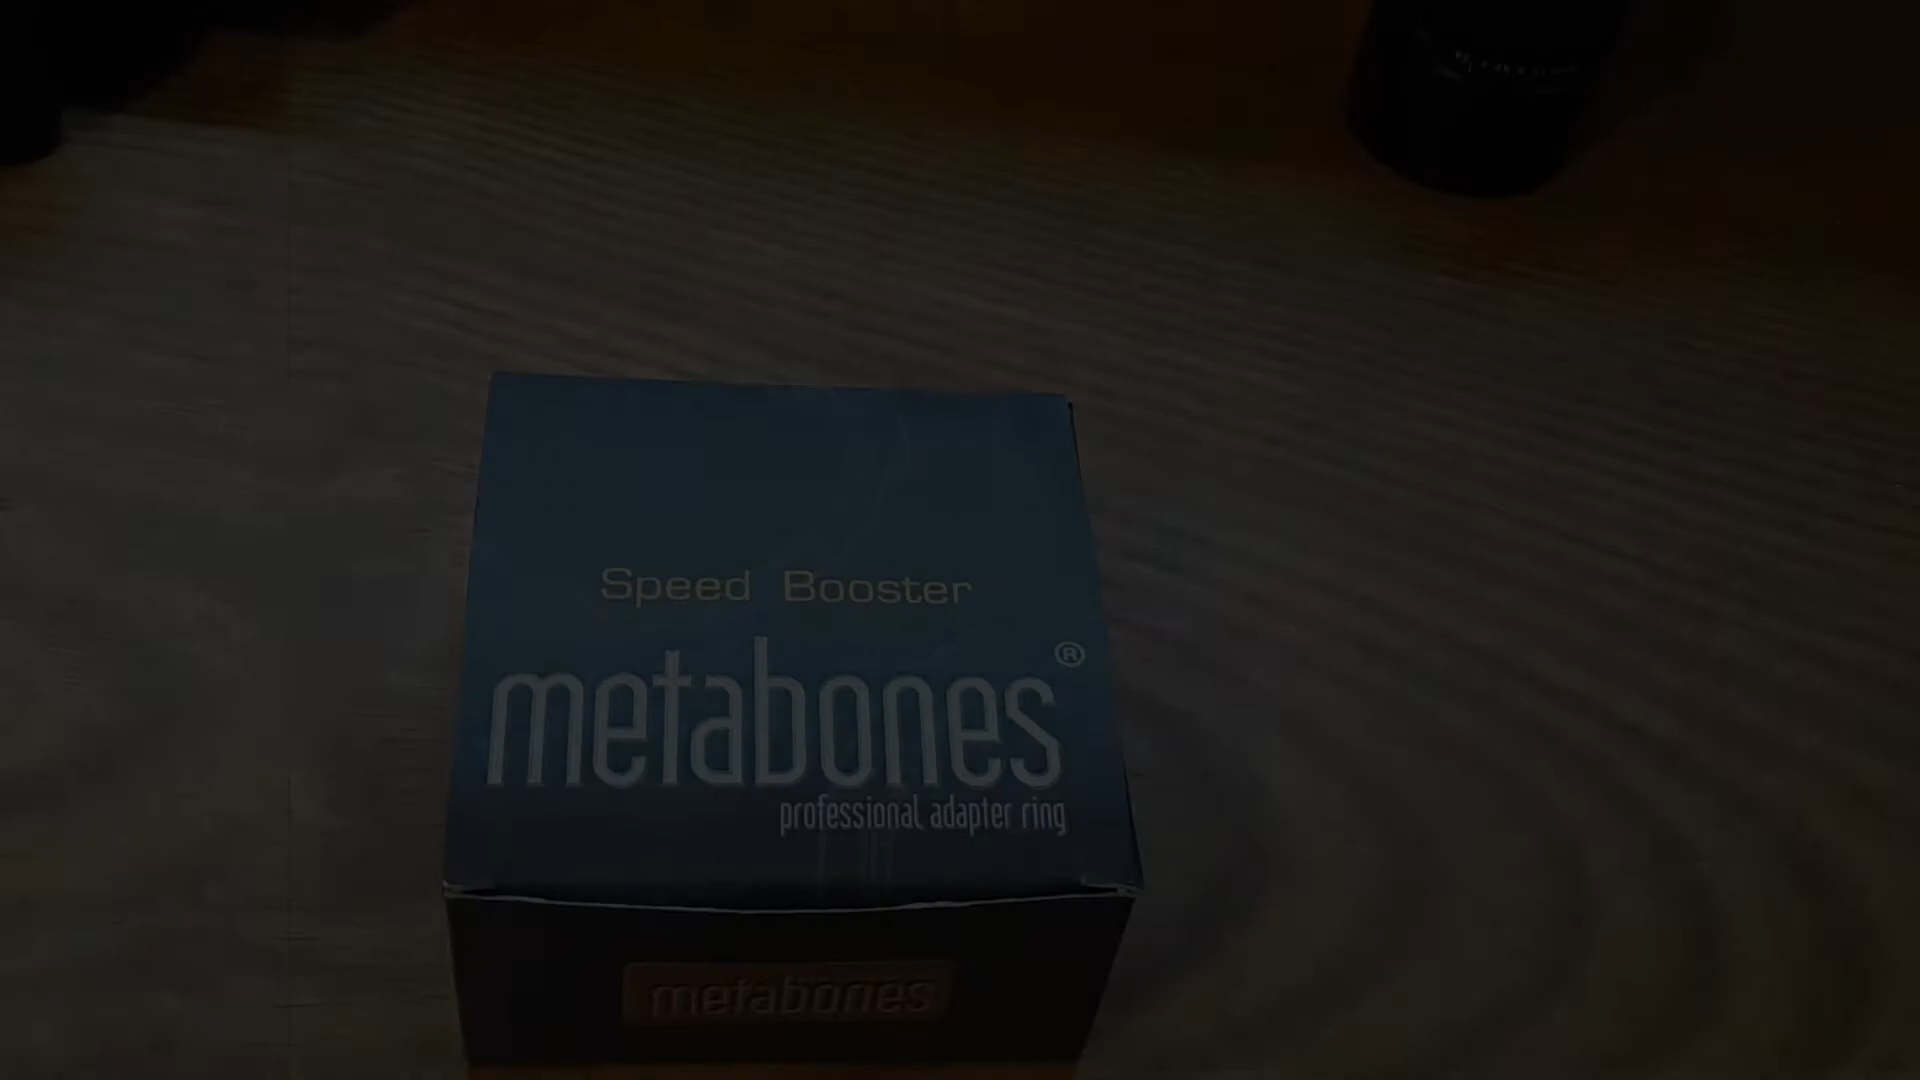 Speed Booster
metabones®
professional adapter ring
metabones